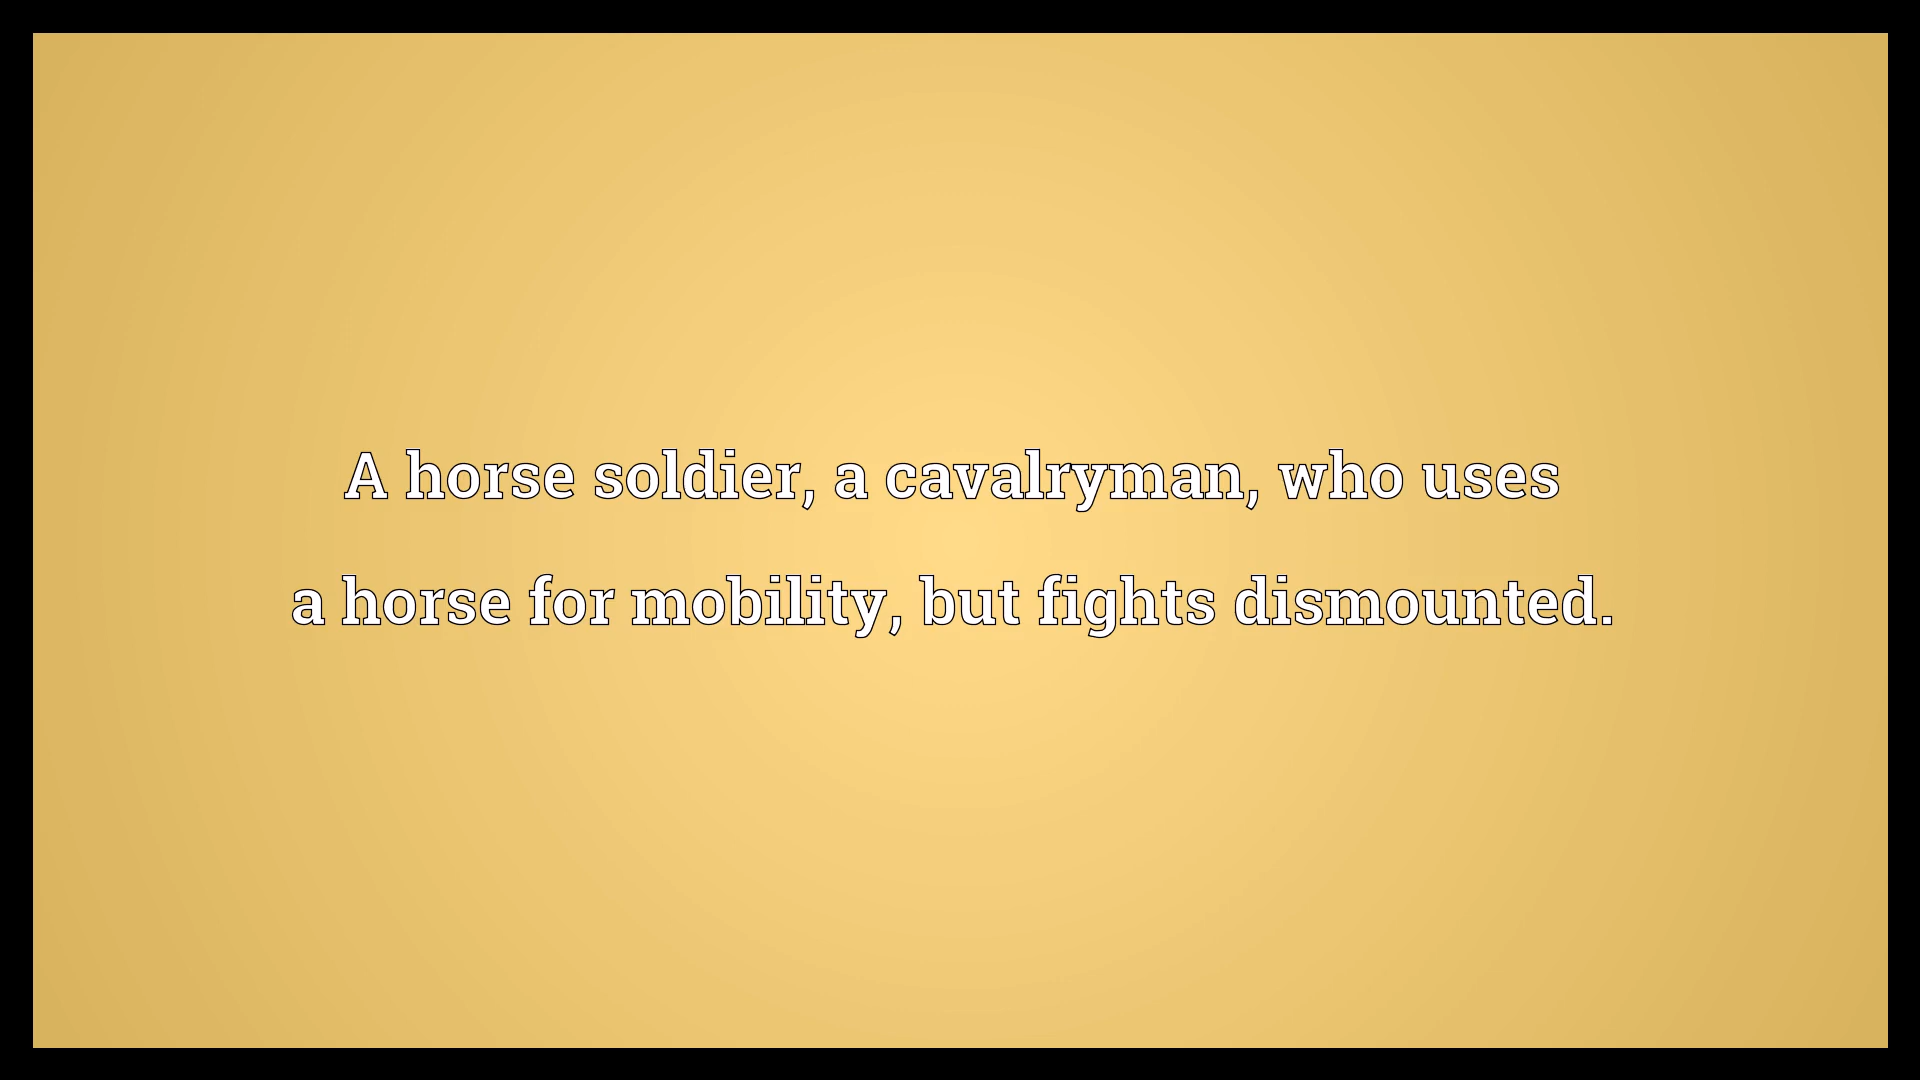 A horse soldier, a cavalryman, who uses
a horse for mobility, but fights dismounted.